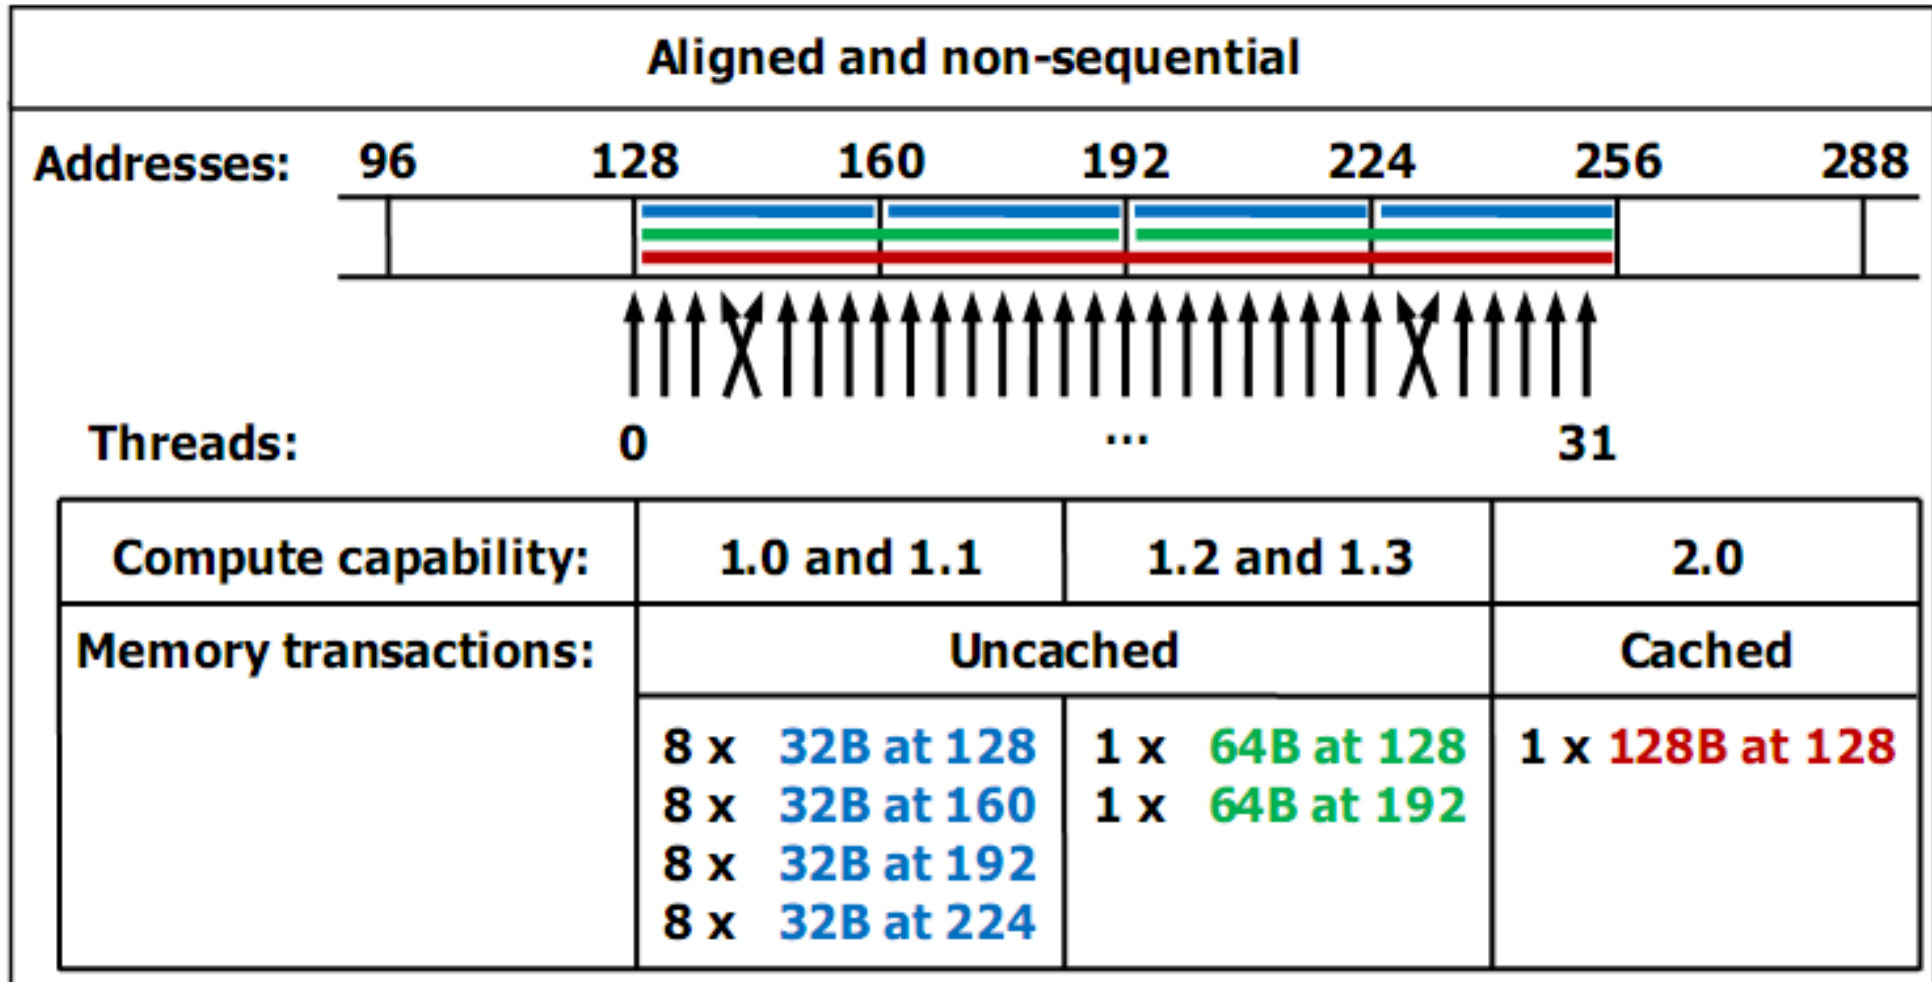 Aligned and non-sequential
Addresses: 96 128 160 192 224 256 288
Threads: 0 ... 31
Compute capability: 1.0 and 1.1 1.2 and 1.3 2.0
Memory transactions: Uncached Cached
8 x 32B at 128 1 x 64B at 128 1 x 128B at 128
8 x 32B at 160 1 x 64B at 192
8 x 32B at 192
8 x 32B at 224